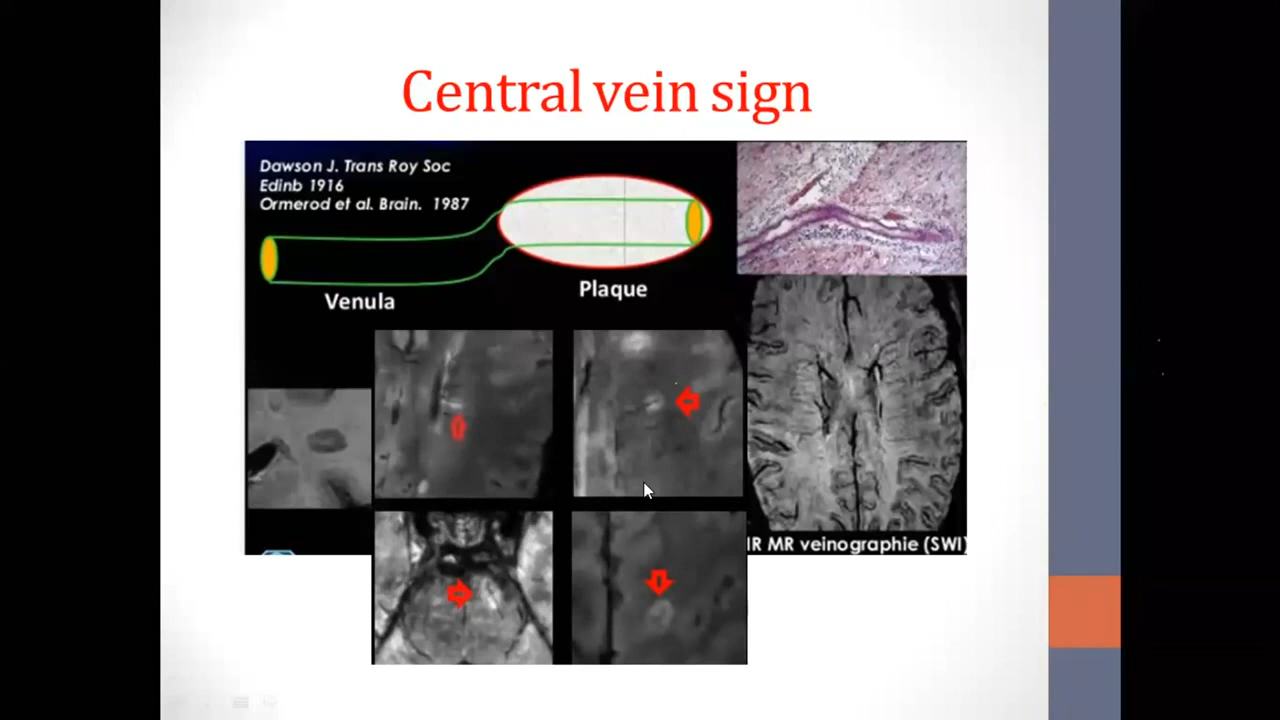 Central vein sign
Dawson J. Trans Roy Soc
Edinb 1916
Ormerod et al. Brain. 1987
Venula
Plaque
IR MR veinographie (SWI)